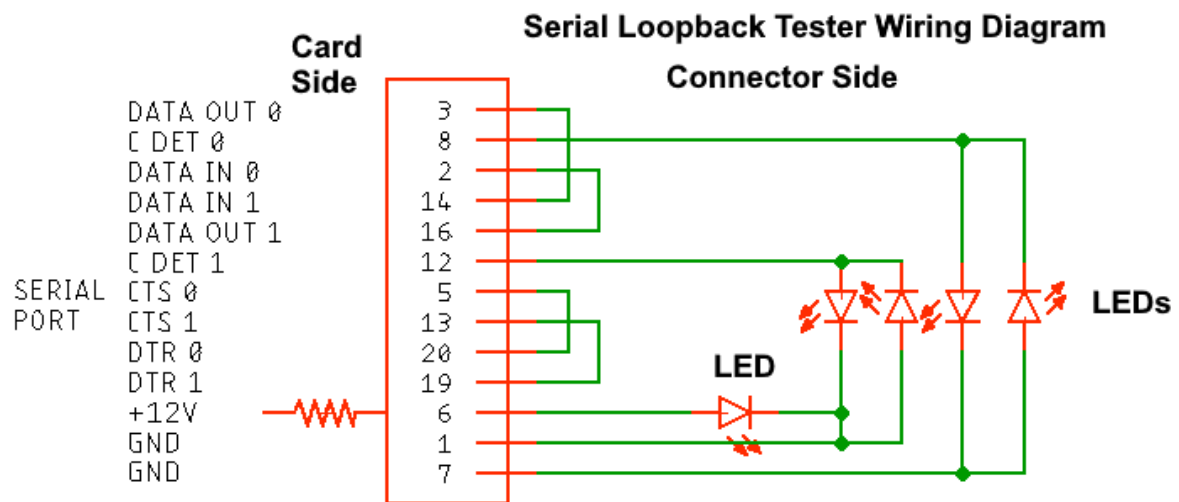 Serial Loopback Tester Wiring Diagram
Card
Side
Connector Side
DATA OUT 0 3
C DET 0 8
DATA IN 0 2
DATA IN 1 14
DATA OUT 1 16
C DET 1 12
SERIAL
PORT
CTS 0 5
CTS 1 13
DTR 0 20
DTR 1 19
+12V 6
GND 1
GND 7
LED
LEDs